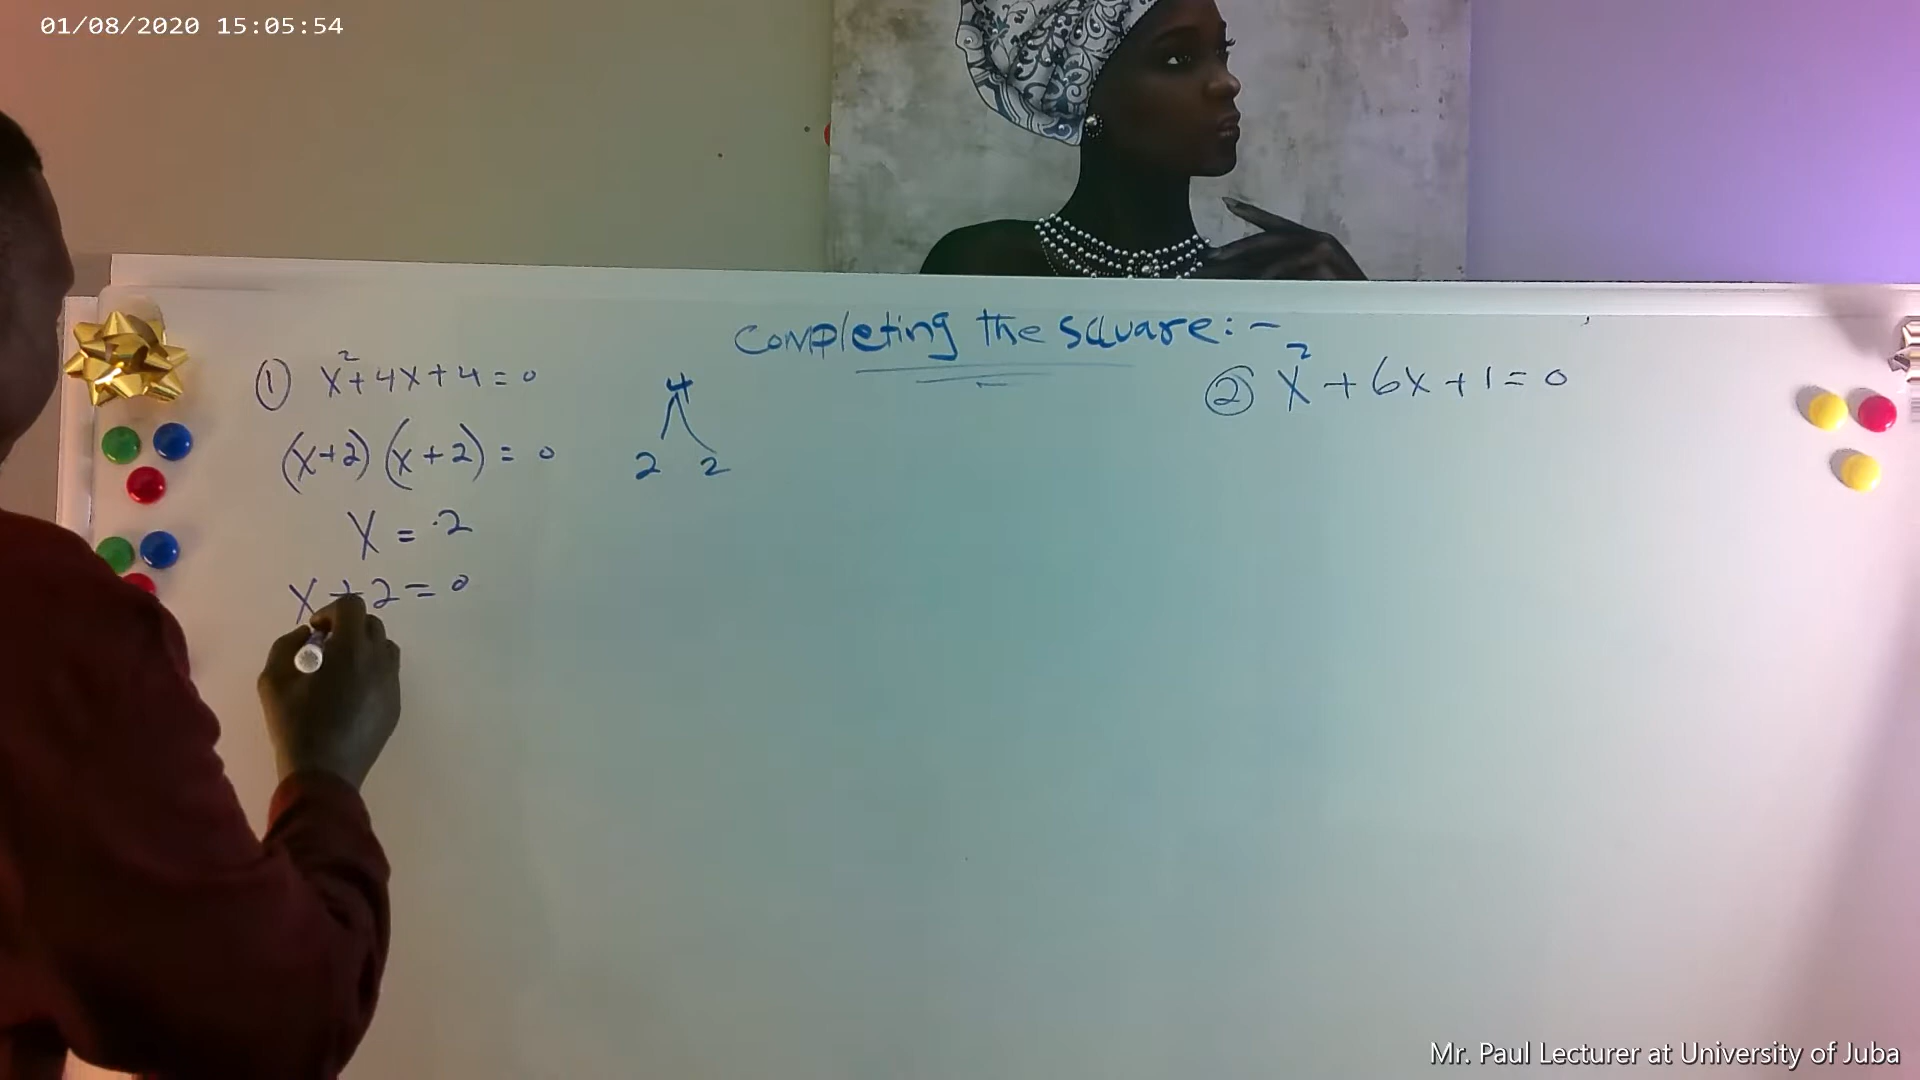 01/08/2020 15:05:54
Completing the square:-
① x²+4x+4=0
(x+2)(x+2)=0
x=-2
x+2=0
4
2 2
② x²+6x+1=0
Mr. Paul Lecturer at University of Juba